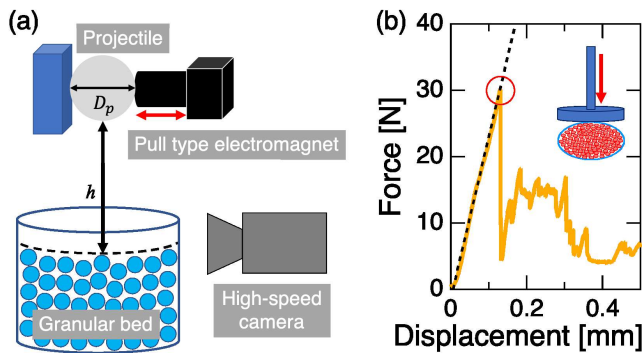 (a)
Projectile
Dₚ
Pull type electromagnet
h
High-speed
camera
Granular bed
(b)
Force [N]
40
30
20
10
0
0
0.2
0.4
Displacement [mm]